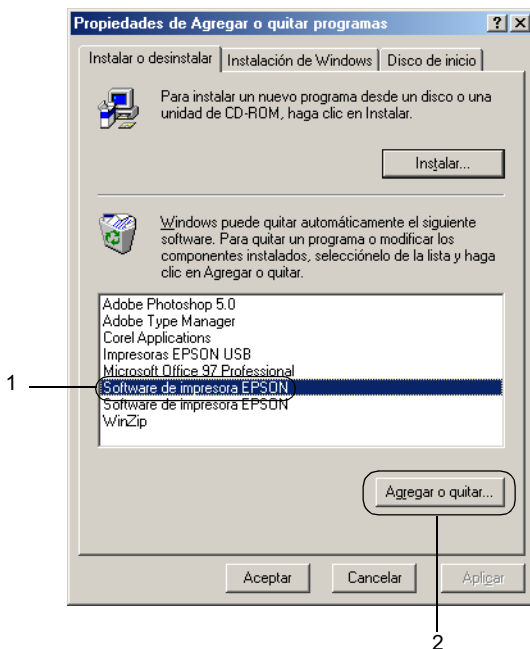 Propiedades de Agregar o quitar programas
Instalar o desinstalar
Instalación de Windows
Disco de inicio
Para instalar un nuevo programa desde un disco o una
unidad de CD-ROM, haga clic en Instalar.
Instalar...
Windows puede quitar automáticamente el siguiente
software. Para quitar un programa o modificar los
componentes instalados, selecciónelo de la lista y haga
clic en Agregar o quitar.
Adobe Photoshop 5.0
Adobe Type Manager
Corel Applications
Impresoras EPSON USB
Microsoft Office 97 Professional
1
Software de impresora EPSON
Software de impresora EPSON
WinZip
Agregar o quitar...
Aceptar
Cancelar
Aplicar
2